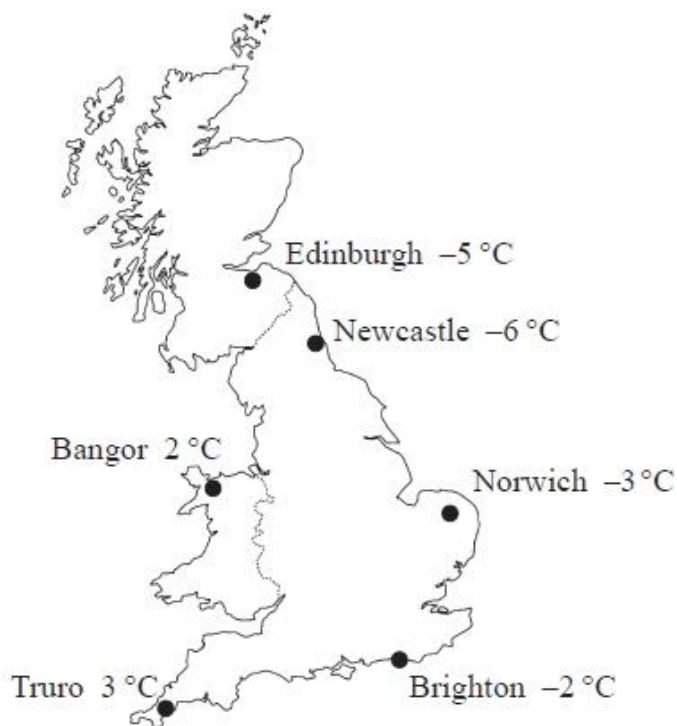 Edinburgh –5 °C
Newcastle –6 °C
Bangor 2 °C
Norwich –3 °C
Truro 3 °C
Brighton –2 °C